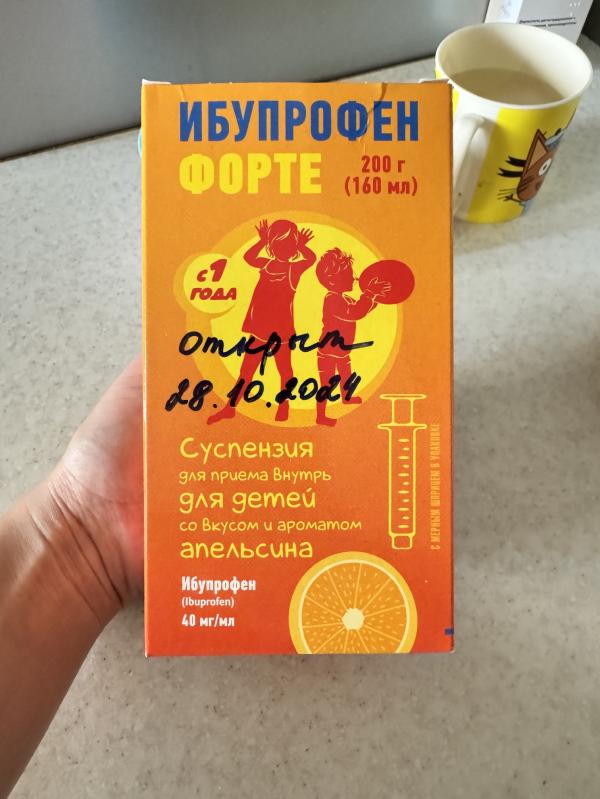 ИБУПРОФЕН
ФОРТЕ
200 г
(160 мл)
с 1
ГОДА
открыт
28.10.2024
Суспензия
для приема внутрь
для детей
со вкусом и ароматом
апельсина
Ибупрофен
(Ibuprofen)
40 мг/мл
С МЕРНЫМ ШПРИЦЕМ В УПАКОВКЕ